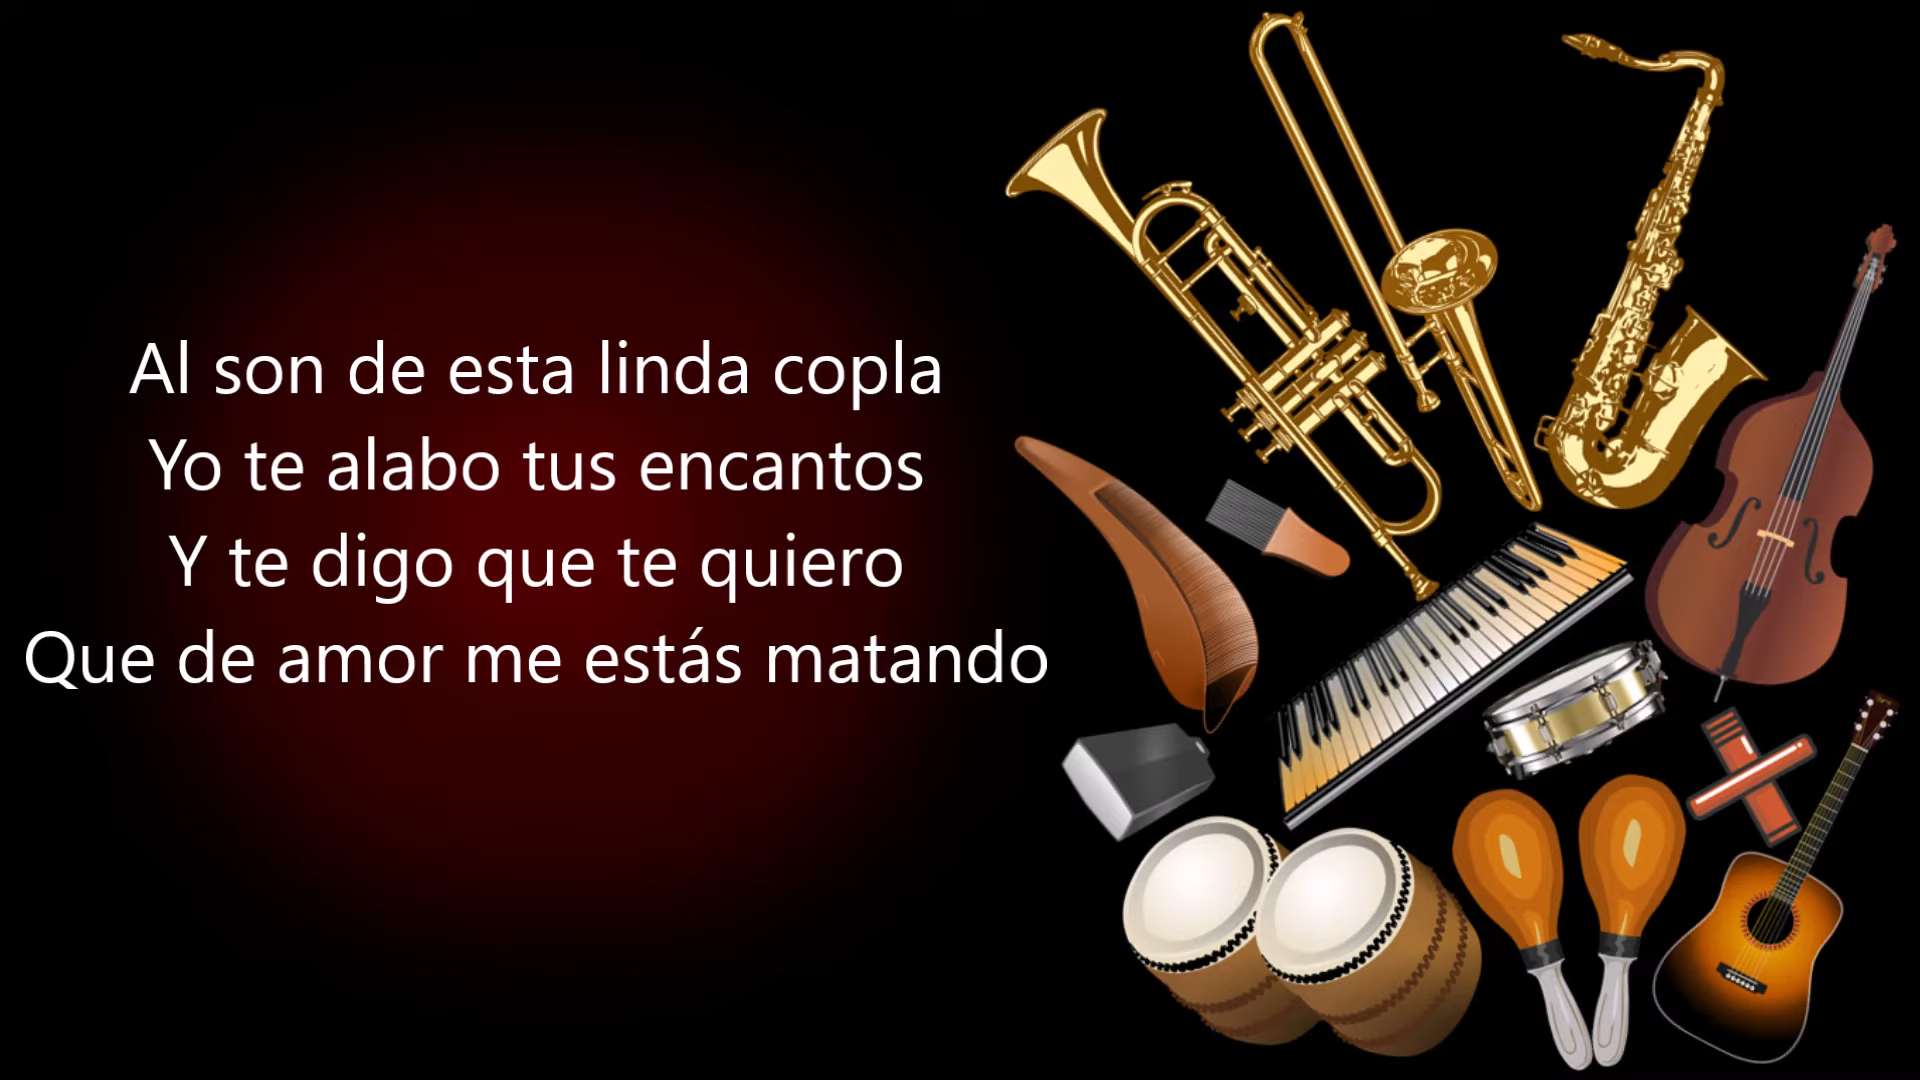 Al son de esta linda copla
Yo te alabo tus encantos
Y te digo que te quiero
Que de amor me estás matando